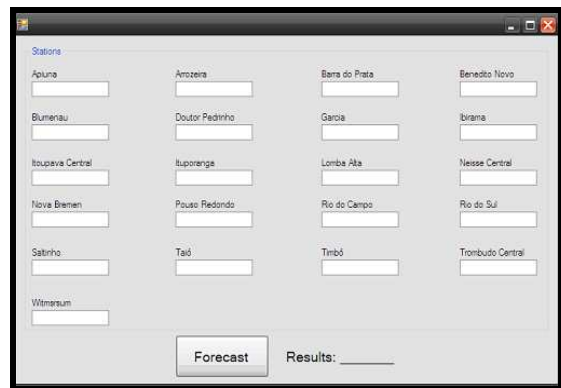 Stations
Apiuna Arrozeira Barra do Prata Benedito Novo
Blumenau Doutor Pedrinho Garcia Ibirama
Itoupava Central Ituporanga Lomba Alta Neisse Central
Nova Bremen Pouso Redondo Rio do Campo Rio do Sul
Saltinho Taió Timbó Trombudo Central
Witmarsum
Forecast Results: _______